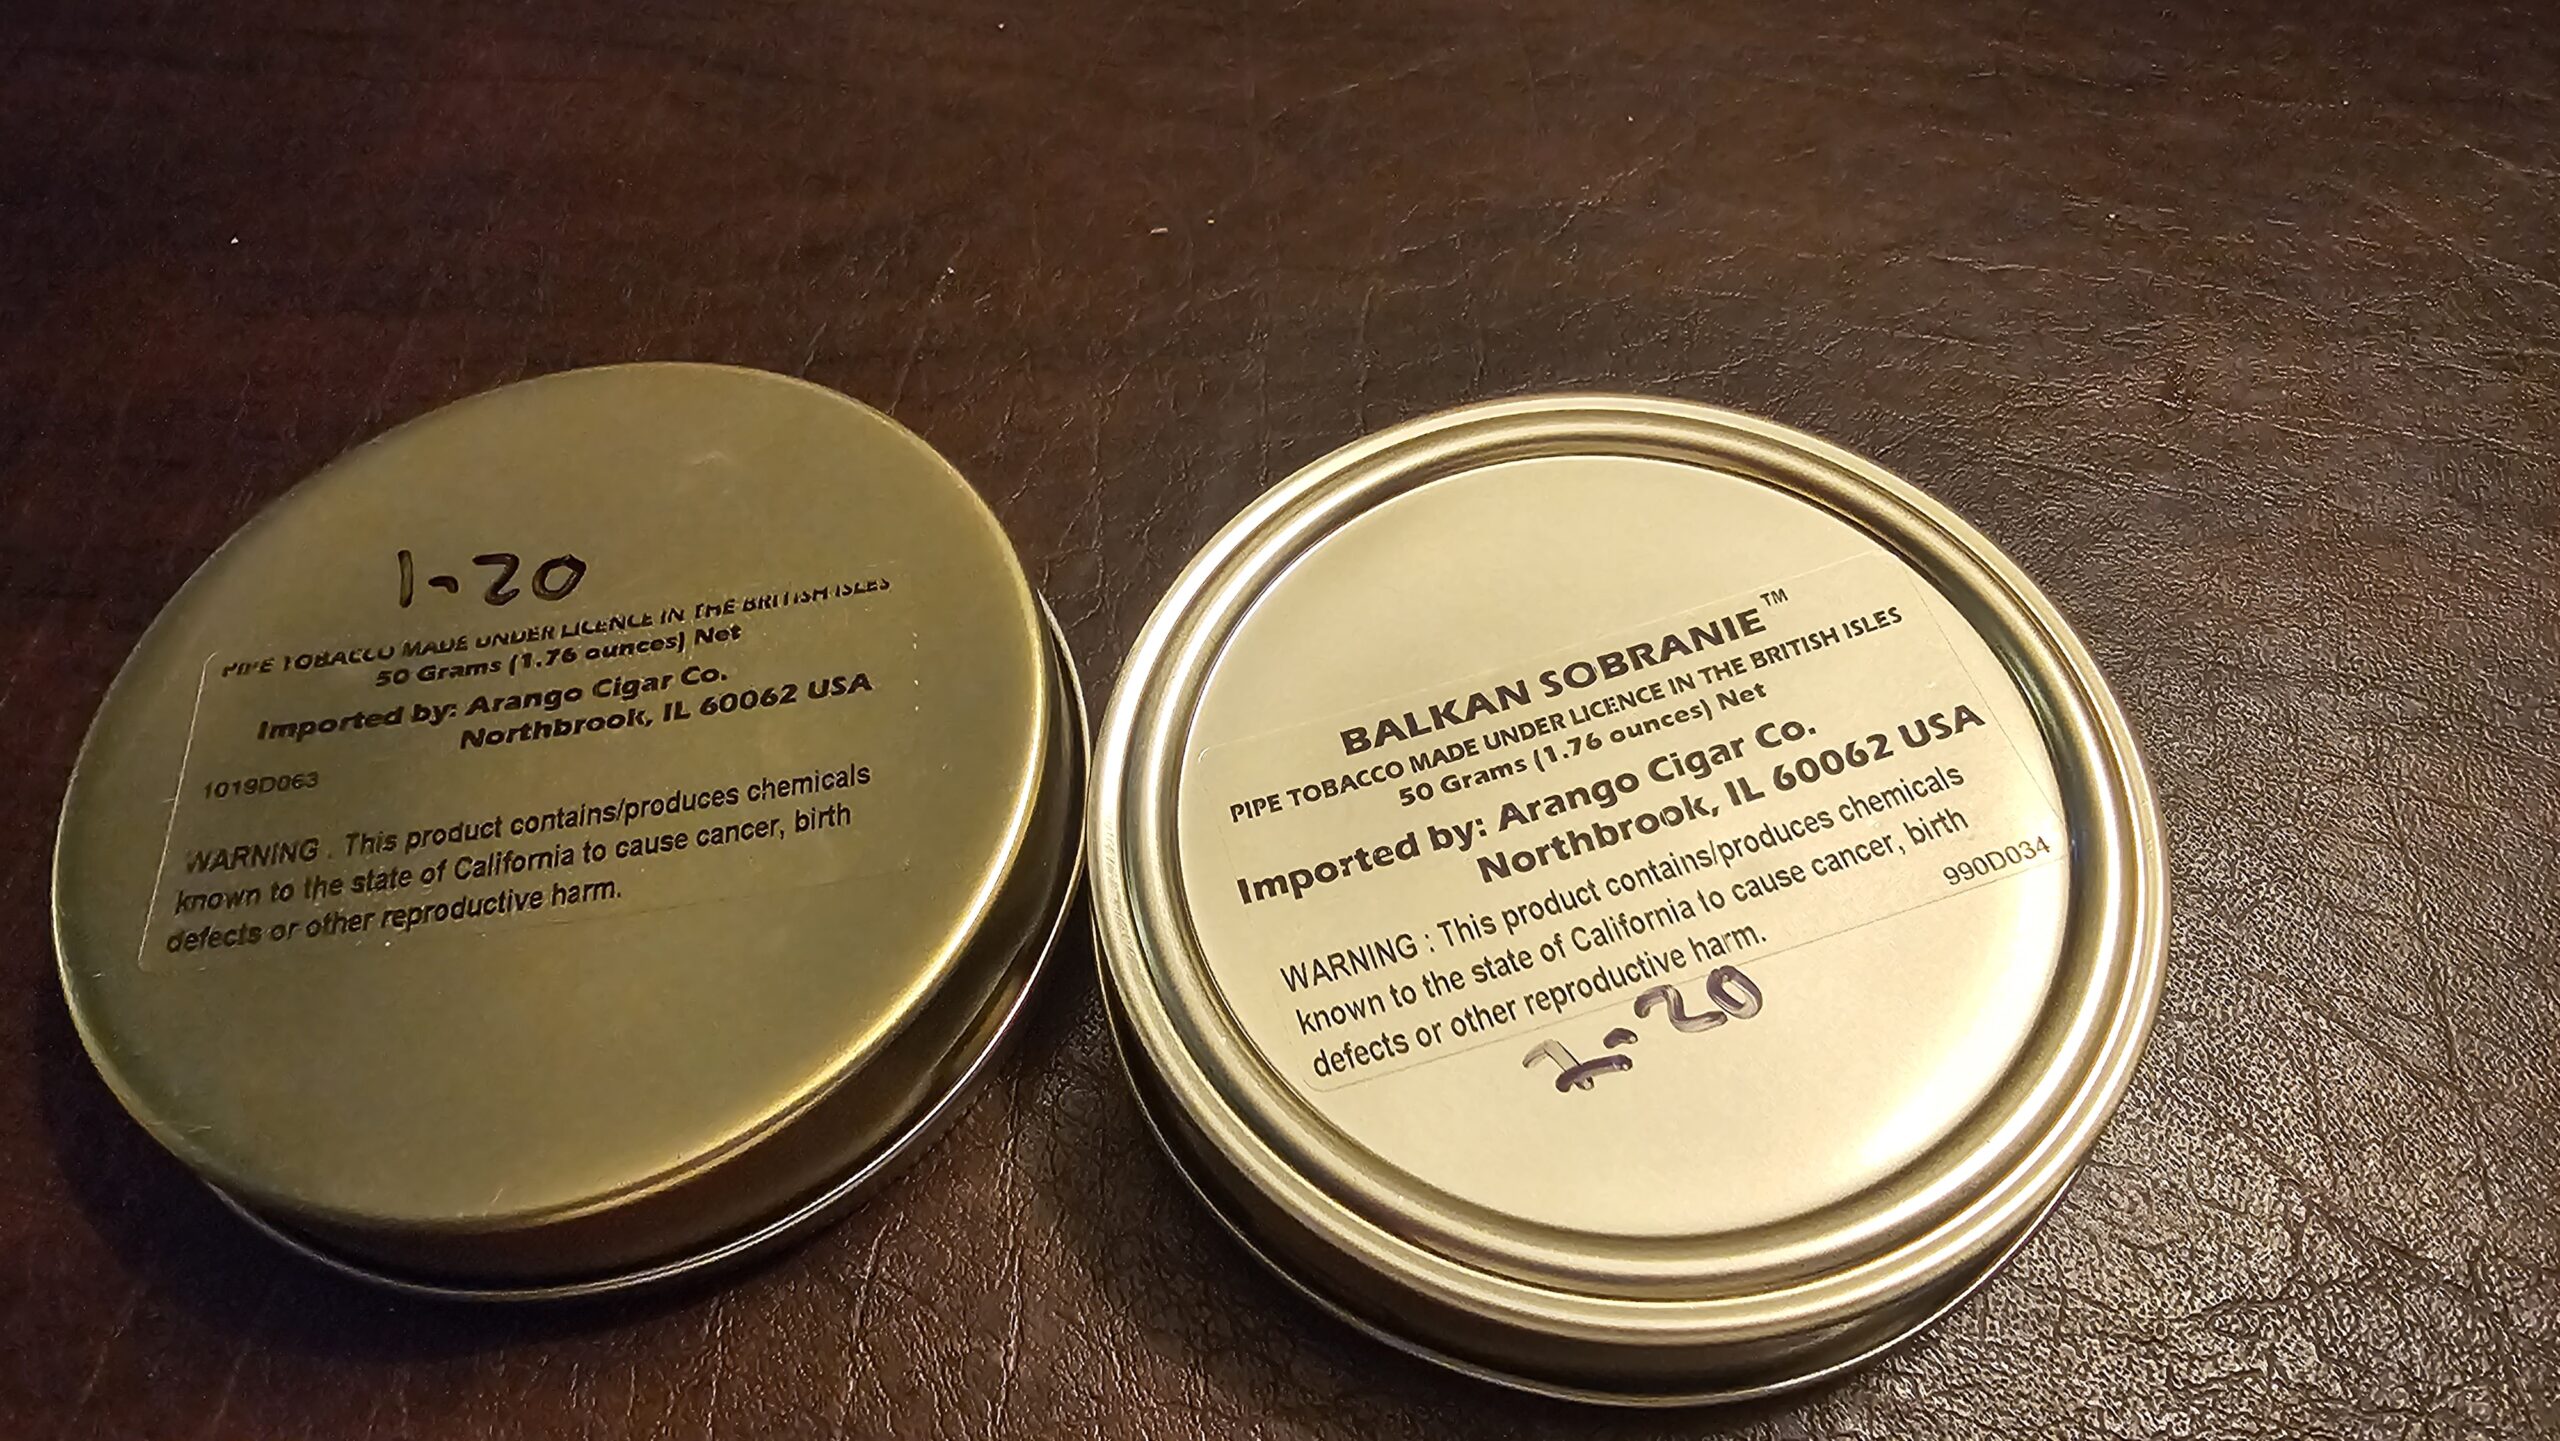 1-20
PIPE TOBACCO MADE UNDER LICENCE IN THE BRITISH ISLES
50 Grams (1.76 ounces) Net
Imported by: Arango Cigar Co.
Northbrook, IL 60062 USA
1019D063
WARNING : This product contains/produces chemicals
known to the state of California to cause cancer, birth
defects or other reproductive harm.
BALKAN SOBRANIE™
PIPE TOBACCO MADE UNDER LICENCE IN THE BRITISH ISLES
50 Grams (1.76 ounces) Net
Imported by: Arango Cigar Co.
Northbrook, IL 60062 USA
WARNING : This product contains/produces chemicals
known to the state of California to cause cancer, birth
defects or other reproductive harm.
990D034
1-20